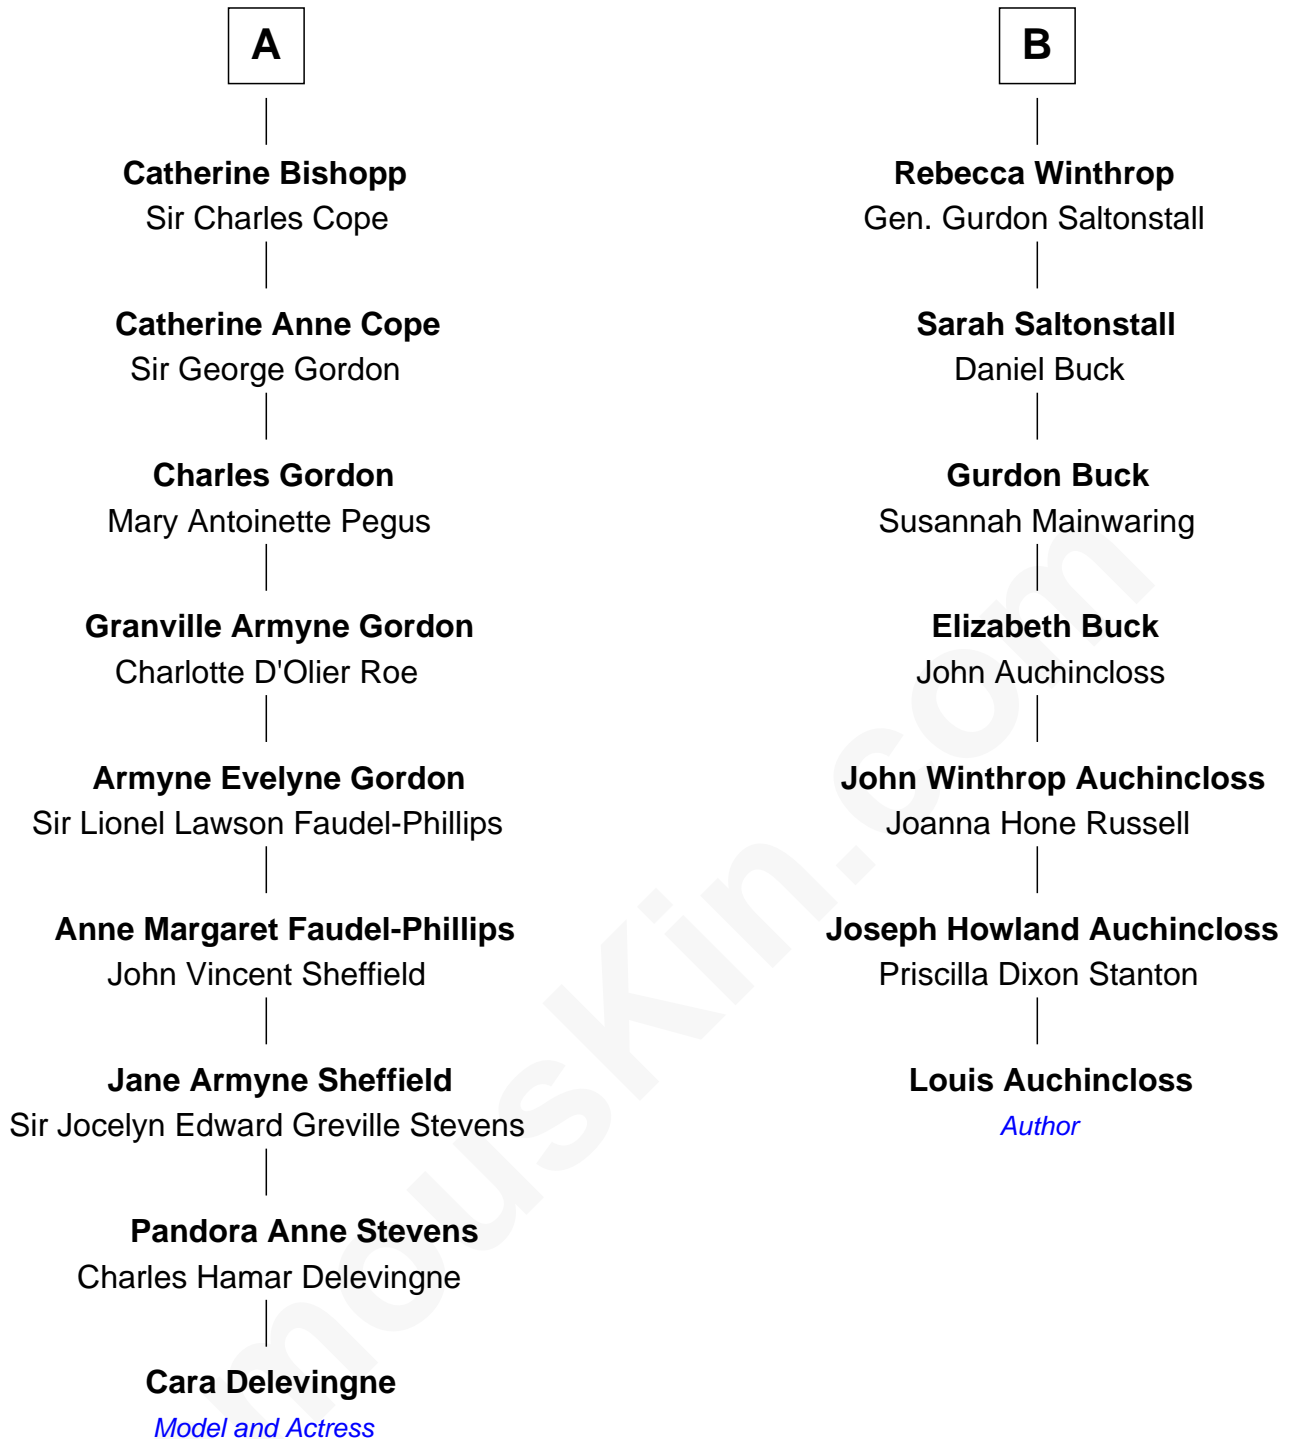 A
Catherine Bishopp
Sir Charles Cope
Catherine Anne Cope
Sir George Gordon
Charles Gordon
Mary Antoinette Pegus
Granville Armyne Gordon
Charlotte D'Olier Roe
Armyne Evelyne Gordon
Sir Lionel Lawson Faudel-Phillips
Anne Margaret Faudel-Phillips
John Vincent Sheffield
Jane Armyne Sheffield
Sir Jocelyn Edward Greville Stevens
Pandora Anne Stevens
Charles Hamar Delevingne
Cara Delevingne
Model and Actress
B
Rebecca Winthrop
Gen. Gurdon Saltonstall
Sarah Saltonstall
Daniel Buck
Gurdon Buck
Susannah Mainwaring
Elizabeth Buck
John Auchincloss
John Winthrop Auchincloss
Joanna Hone Russell
Joseph Howland Auchincloss
Priscilla Dixon Stanton
Louis Auchincloss
Author
mouskin.com